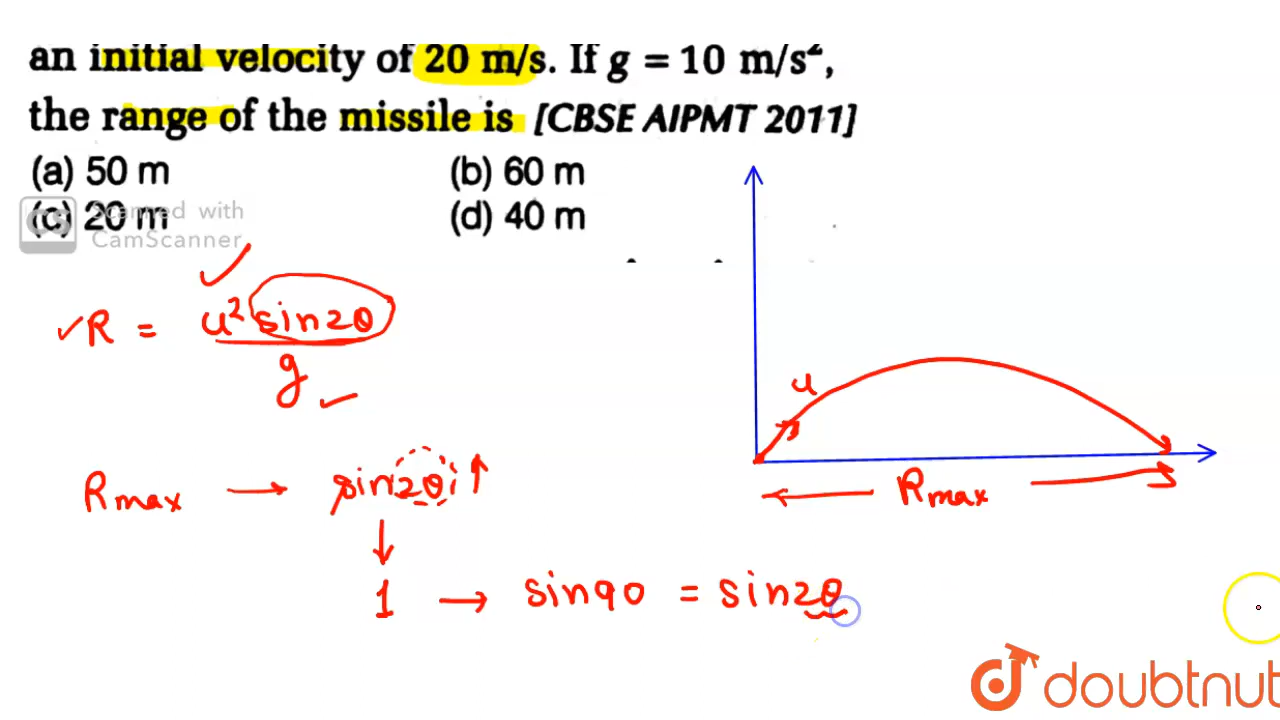 an initial velocity of 20 m/s. If g = 10 m/s²,
the range of the missile is [CBSE AIPMT 2011]
(a) 50 m (b) 60 m
(c) 20 m (d) 40 m
CS Scanned with
CamScanner
✓R = u² sin2θ
g
u
Rmax → sin2θ ↑
Rmax
↓
1 → sin90 = sin2θ
doubtnut